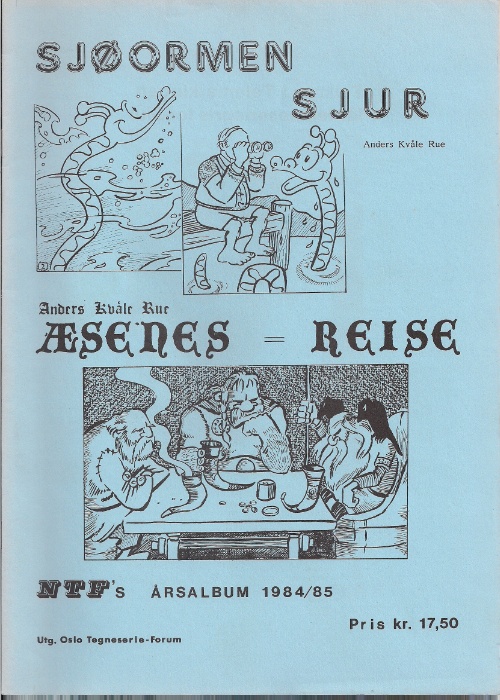 SJØORMEN
SJUR
Anders Kvåle Rue
Anders Kvåle Rue
ÆSENES = REISE
NTF's ÅRSALBUM 1984/85
Pris kr. 17,50
Utg. Oslo Tegneserie-Forum